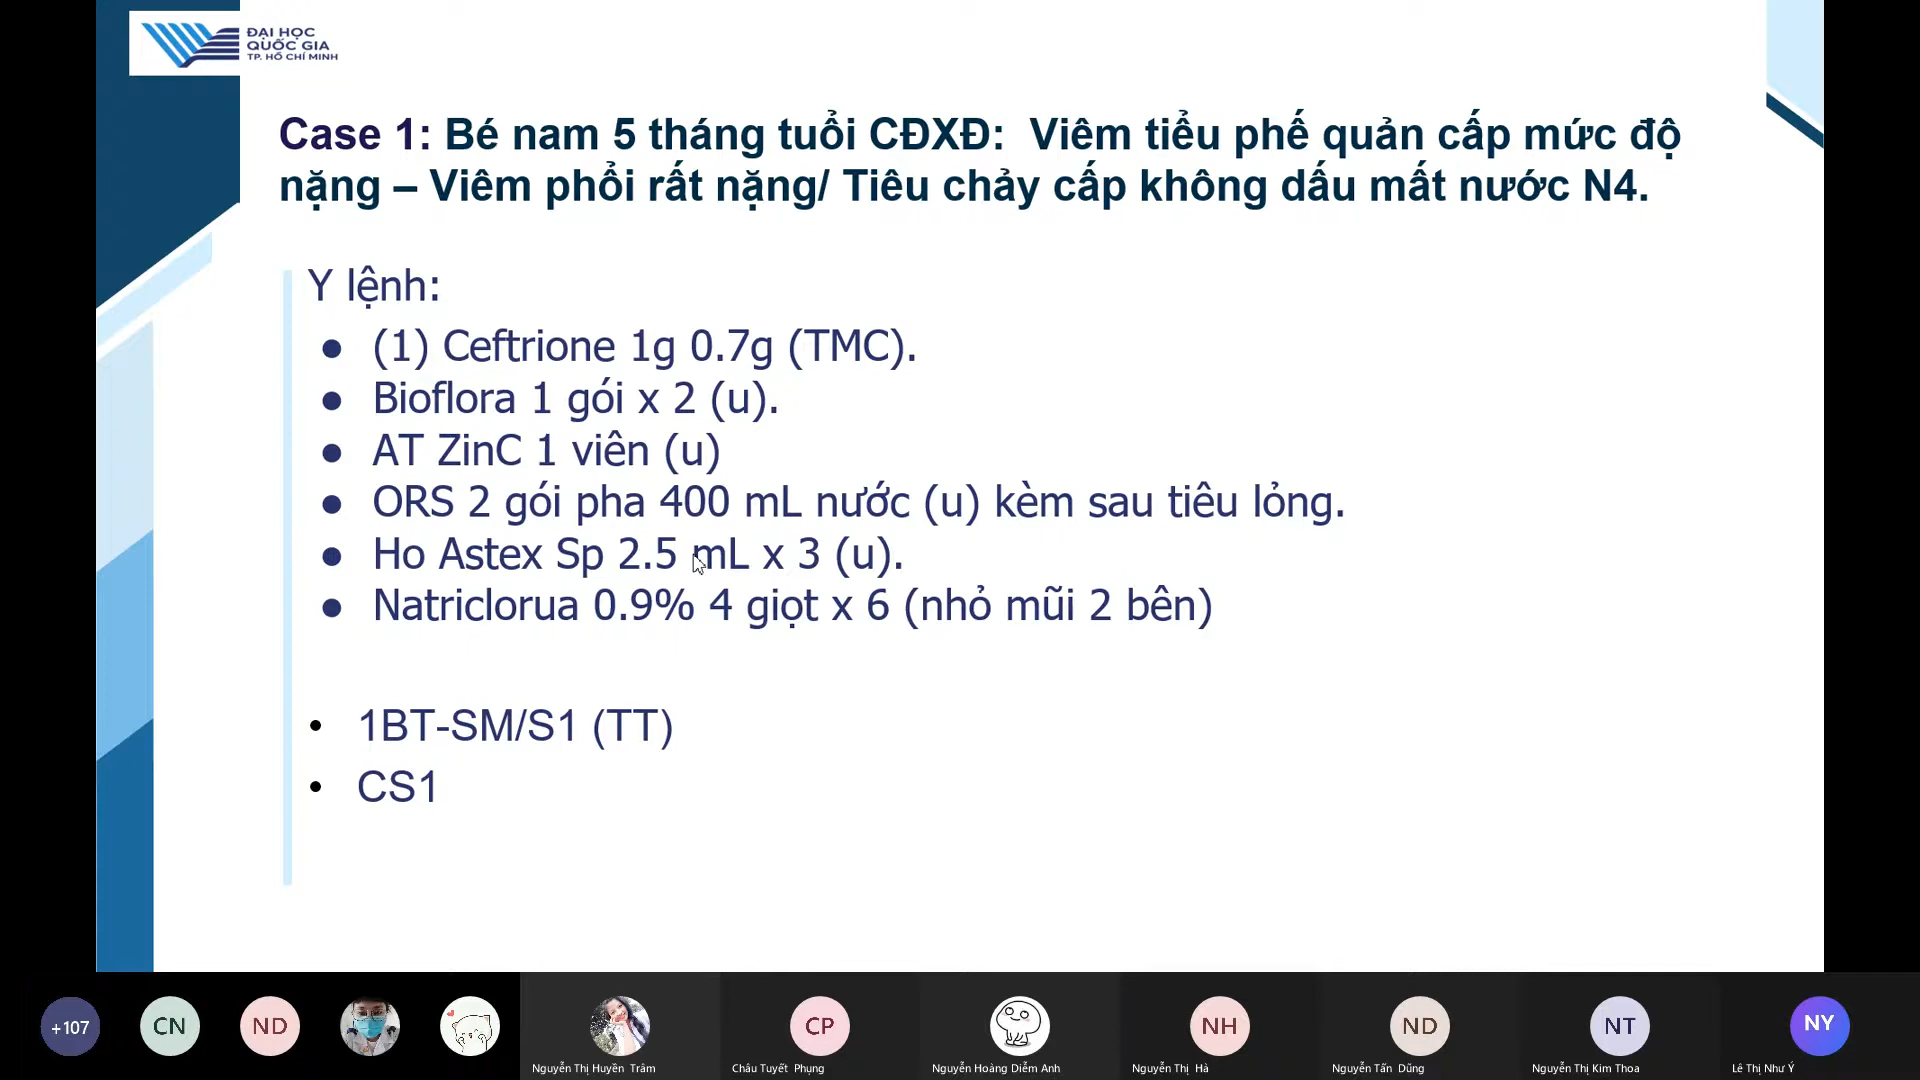 ĐẠI HỌC
QUỐC GIA
TP. HỒ CHÍ MINH
Case 1: Bé nam 5 tháng tuổi CĐXĐ:  Viêm tiểu phế quản cấp mức độ
nặng – Viêm phổi rất nặng/ Tiêu chảy cấp không dấu mất nước N4.
Y lệnh:
● (1) Ceftrione 1g 0.7g (TMC).
● Bioflora 1 gói x 2 (u).
● AT ZinC 1 viên (u)
● ORS 2 gói pha 400 mL nước (u) kèm sau tiêu lỏng.
● Ho Astex Sp 2.5 mL x 3 (u).
● Natriclorua 0.9% 4 giọt x 6 (nhỏ mũi 2 bên)
• 1BT-SM/S1 (TT)
• CS1
+107
CN
ND
CP
NH
ND
NT
NY
Nguyễn Thị Huyền Trâm
Châu Tuyết Phụng
Nguyễn Hoàng Diễm Anh
Nguyễn Thị Hà
Nguyễn Tấn Dũng
Nguyễn Thị Kim Thoa
Lê Thị Như Ý